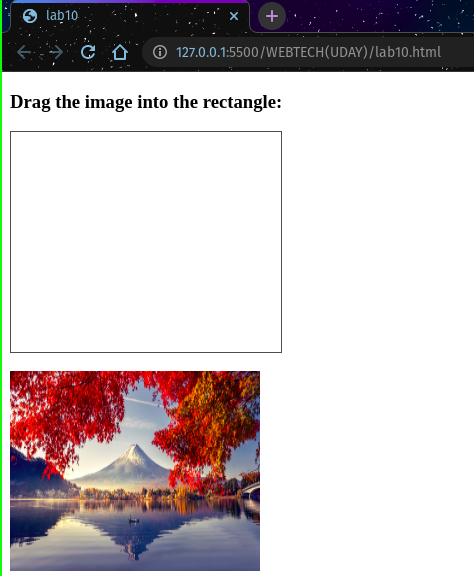 lab10
127.0.0.1:5500/WEBTECH(UDAY)/lab10.html
Drag the image into the rectangle: